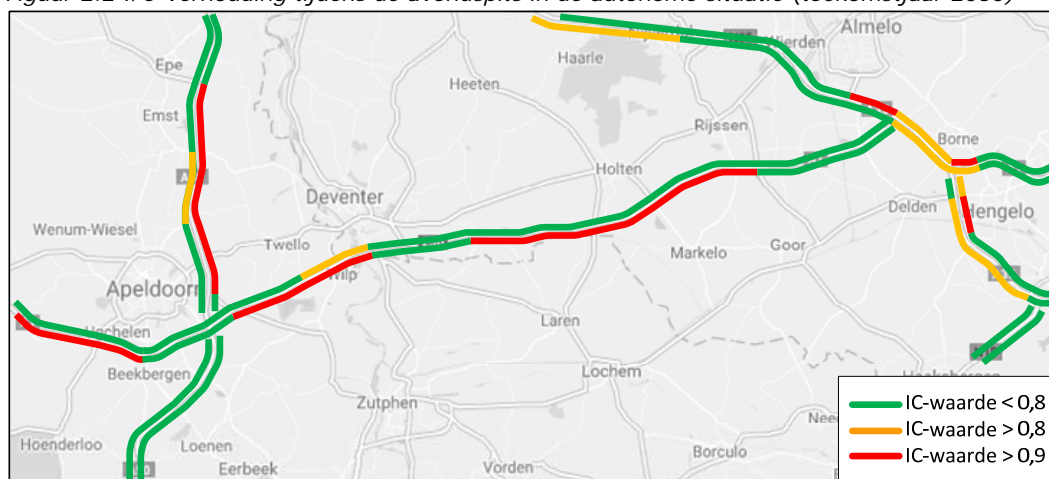 Almelo
Wierden
Haarle
Epe
Heeten
Emst
Rijssen
Borne
Holten
Deventer
Delden
Hengelo
Wenum-Wiesel
Twello
Markelo
Goor
Wilp
Apeldoorn
Laren
Beekbergen
Lochem
Zutphen
Hoenderloo
Loenen
Eerbeek
Vorden
Borculo
IC-waarde < 0,8
IC-waarde > 0,8
IC-waarde > 0,9